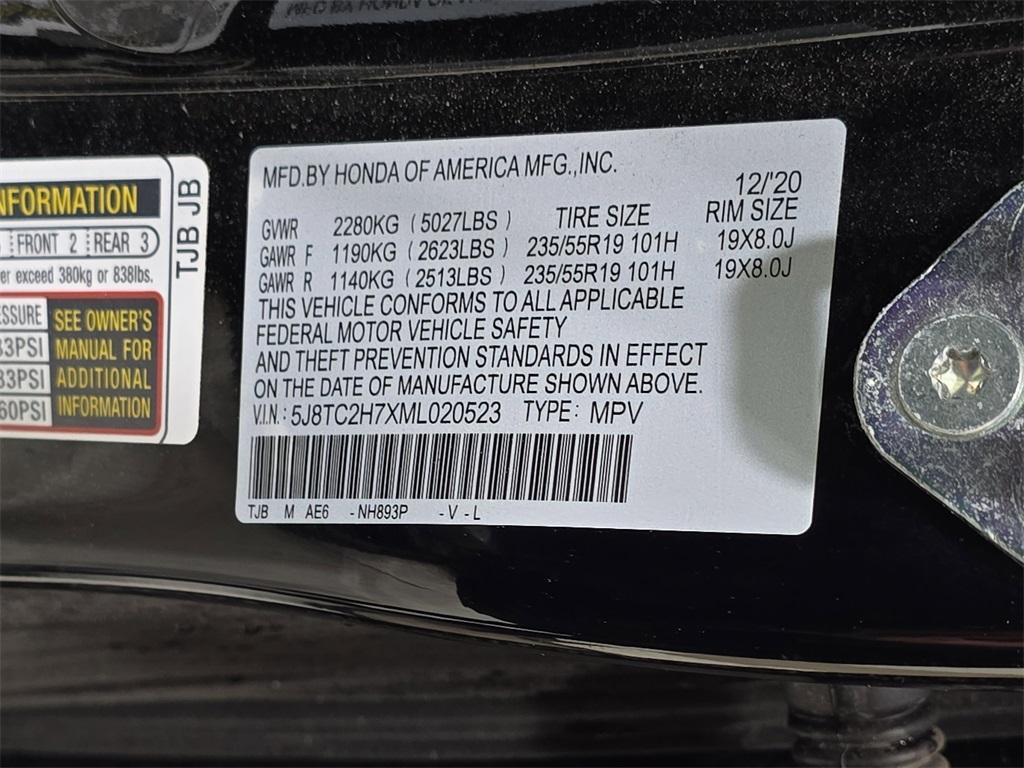 INFORMATION
FRONT 2 REAR 3
exceed 380kg or 838lbs.
SEE OWNER'S
33PSI MANUAL FOR
33PSI ADDITIONAL
60PSI INFORMATION
TJB JB
MFD.BY HONDA OF AMERICA MFG.,INC.
12/'20
GVWR 2280KG (5027LBS) TIRE SIZE RIM SIZE
GAWR F 1190KG (2623LBS) 235/55R19 101H 19X8.0J
GAWR R 1140KG (2513LBS) 235/55R19 101H 19X8.0J
THIS VEHICLE CONFORMS TO ALL APPLICABLE
FEDERAL MOTOR VEHICLE SAFETY
AND THEFT PREVENTION STANDARDS IN EFFECT
ON THE DATE OF MANUFACTURE SHOWN ABOVE.
V.I.N.: 5J8TC2H7XML020523 TYPE: MPV
TJB M AE6 -NH893P -V-L